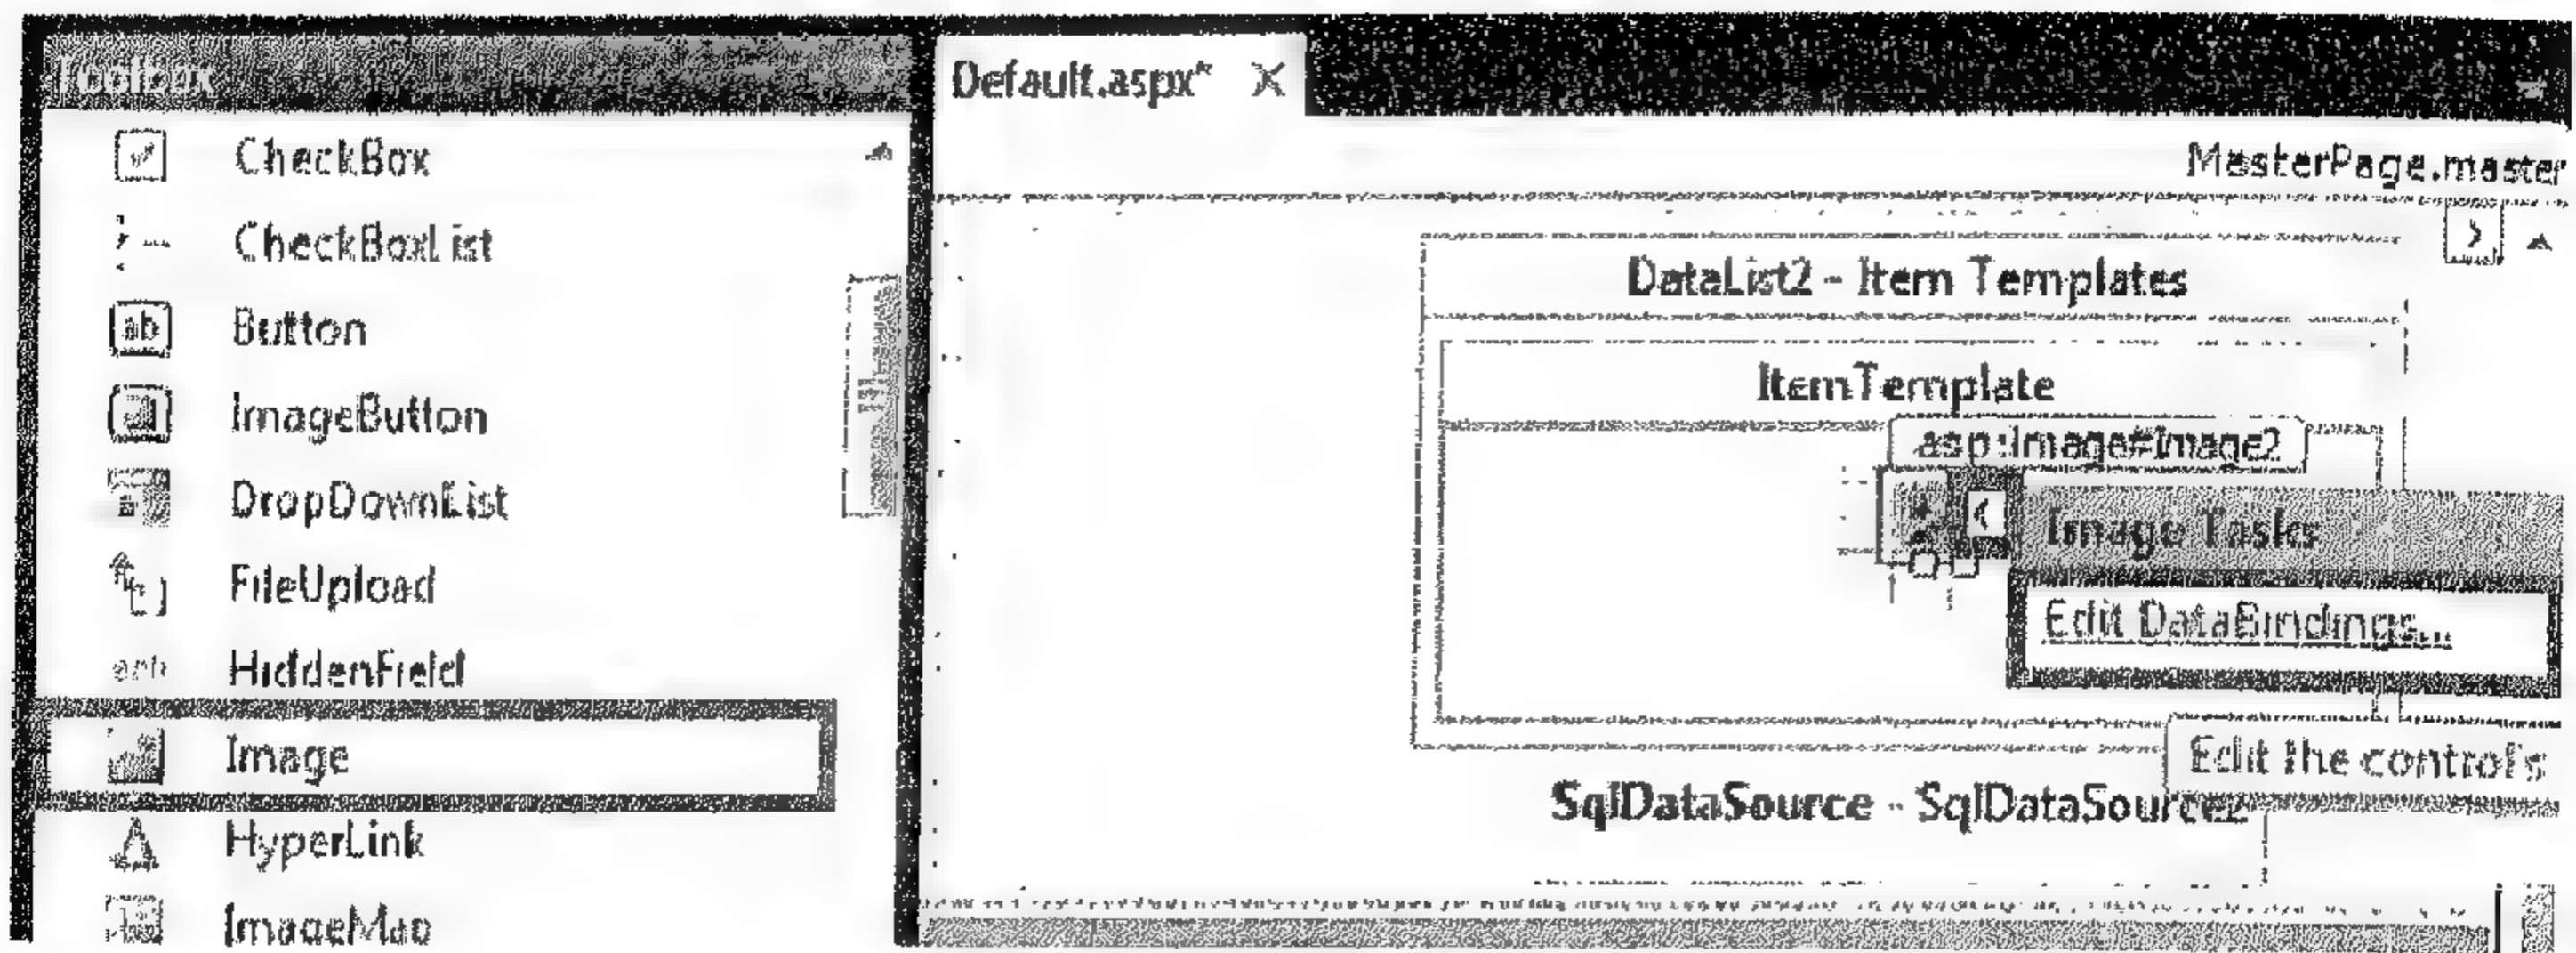 Toolbox
CheckBox
CheckBoxList
Button
ImageButton
DropDownList
FileUpload
HiddenField
Image
HyperLink
ImageMap
Default.aspx*
MasterPage.master
DataList2 - Item Templates
ItemTemplate
asp:Image#Image2
Image Tasks
Edit DataBindings...
Edit the control's
SqlDataSource - SqlDataSource2